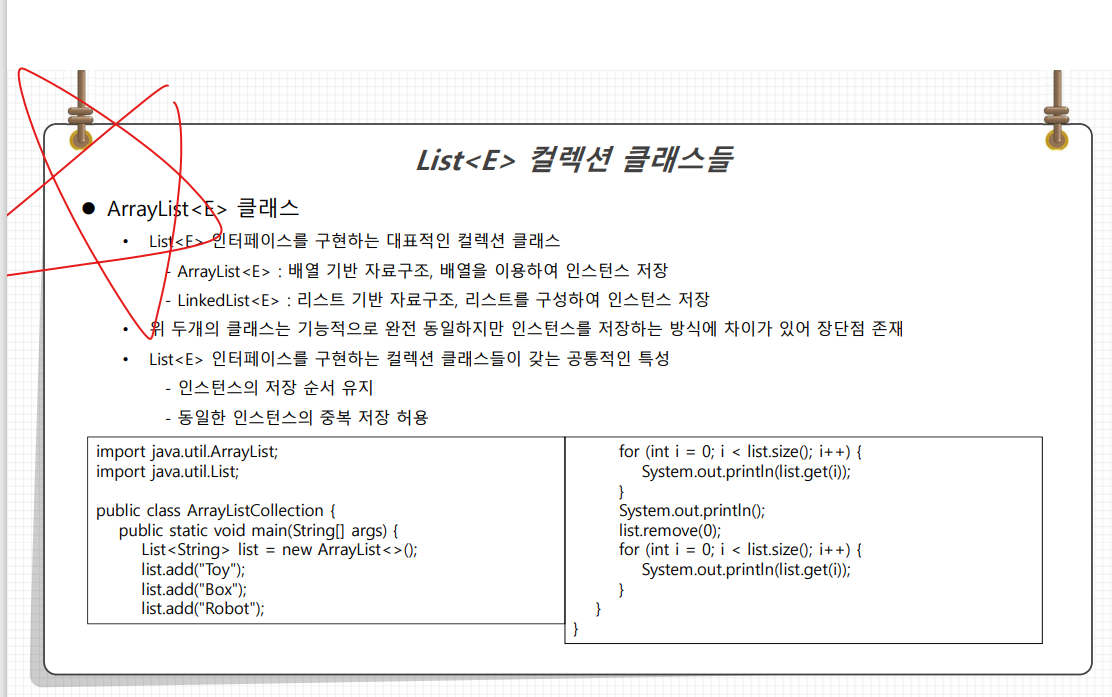 List<E> 컬렉션 클래스들
● ArrayList<E> 클래스
• List<E> 인터페이스를 구현하는 대표적인 컬렉션 클래스
- ArrayList<E> : 배열 기반 자료구조, 배열을 이용하여 인스턴스 저장
- LinkedList<E> : 리스트 기반 자료구조, 리스트를 구성하여 인스턴스 저장
• 위 두개의 클래스는 기능적으로 완전 동일하지만 인스턴스를 저장하는 방식에 차이가 있어 장단점 존재
• List<E> 인터페이스를 구현하는 컬렉션 클래스들이 갖는 공통적인 특성
- 인스턴스의 저장 순서 유지
- 동일한 인스턴스의 중복 저장 허용
import java.util.ArrayList;
import java.util.List;
public class ArrayListCollection {
public static void main(String[] args) {
List<String> list = new ArrayList<>();
list.add("Toy");
list.add("Box");
list.add("Robot");
for (int i = 0; i < list.size(); i++) {
System.out.println(list.get(i));
}
System.out.println();
list.remove(0);
for (int i = 0; i < list.size(); i++) {
System.out.println(list.get(i));
}
}
}